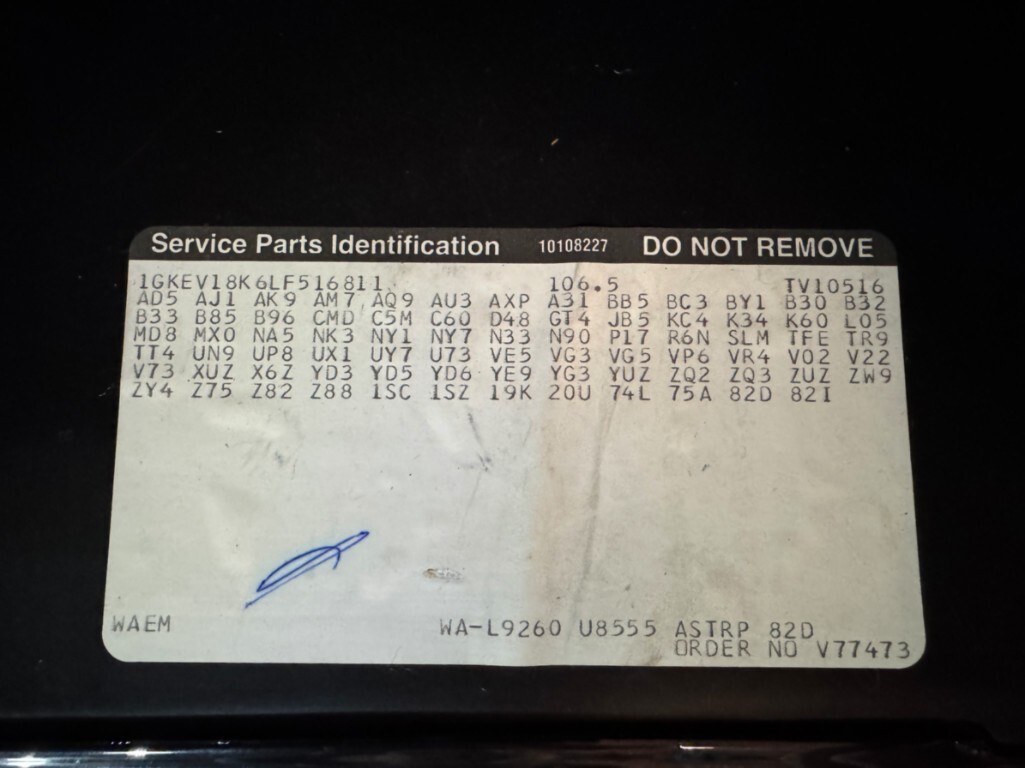 Service Parts Identification 10108227 DO NOT REMOVE
1GKEV18K6LF516811 106.5 TV10516
AD5 AJ1 AK9 AM7 AQ9 AU3 AXP A31 BB5 BC3 BY1 B30 B32
B33 B85 B96 CMD C5M C60 D48 GT4 JB5 KC4 K34 K60 L05
MD8 MX0 NA5 NK3 NY1 NY7 N33 N90 P17 R6N SLM TFE TR9
TT4 UN9 UP8 UX1 UY7 U73 VE5 VG3 VG5 VP6 VR4 V02 V22
V73 XUZ X6Z YD3 YD5 YD6 YE9 YG3 YUZ ZQ2 ZQ3 ZUZ ZW9
ZY4 Z75 Z82 Z88 1SC 1SZ 19K 20U 74L 75A 82D 82I
WAEM WA-L9260 U8555 ASTRP 82D
ORDER NO V77473